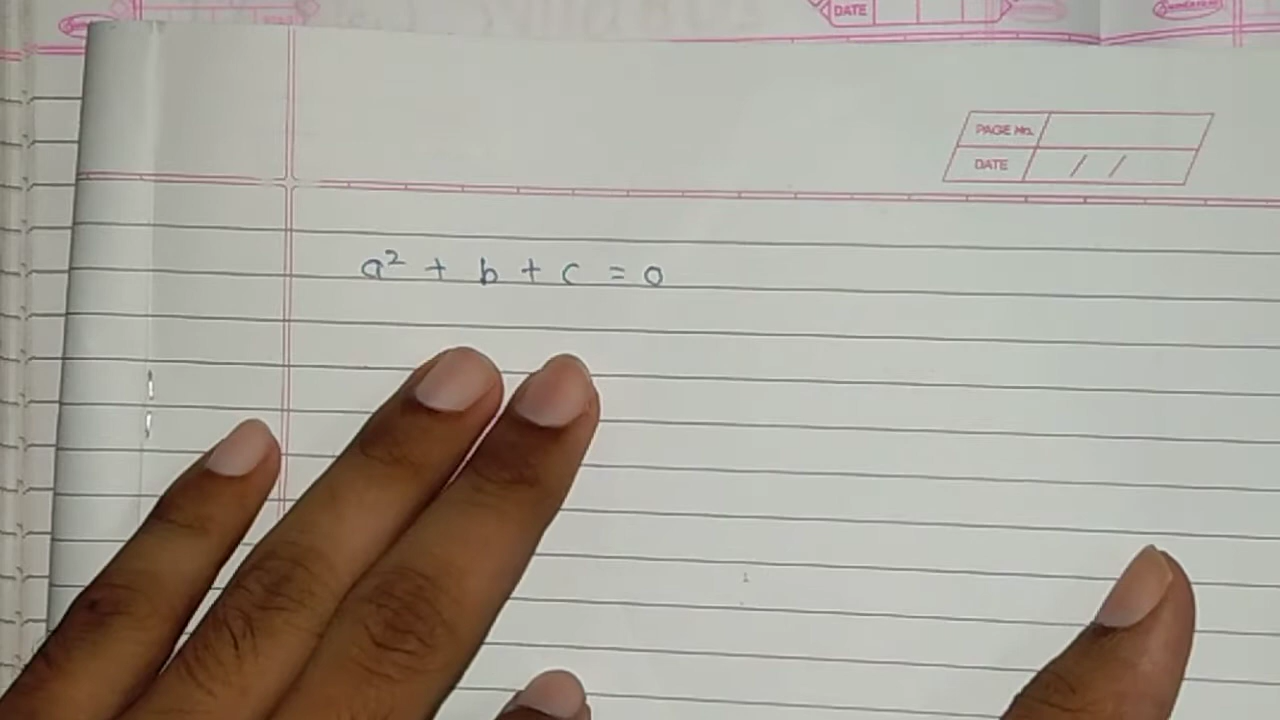 DATE
PAGE No.
DATE / /
a² + b + c = 0